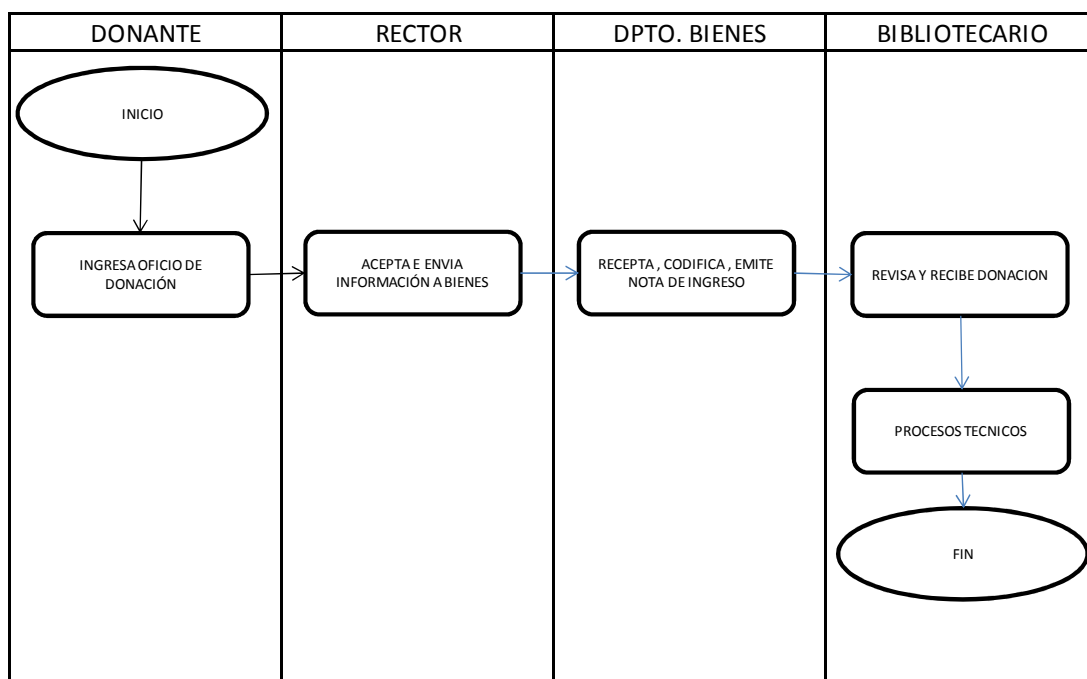 DONANTE
RECTOR
DPTO. BIENES
BIBLIOTECARIO
INICIO
INGRESA OFICIO DE
DONACIÓN
ACEPTA E ENVIA
INFORMACIÓN A BIENES
RECEPTA , CODIFICA , EMITE
NOTA DE INGRESO
REVISA Y RECIBE DONACION
PROCESOS TECNICOS
FIN